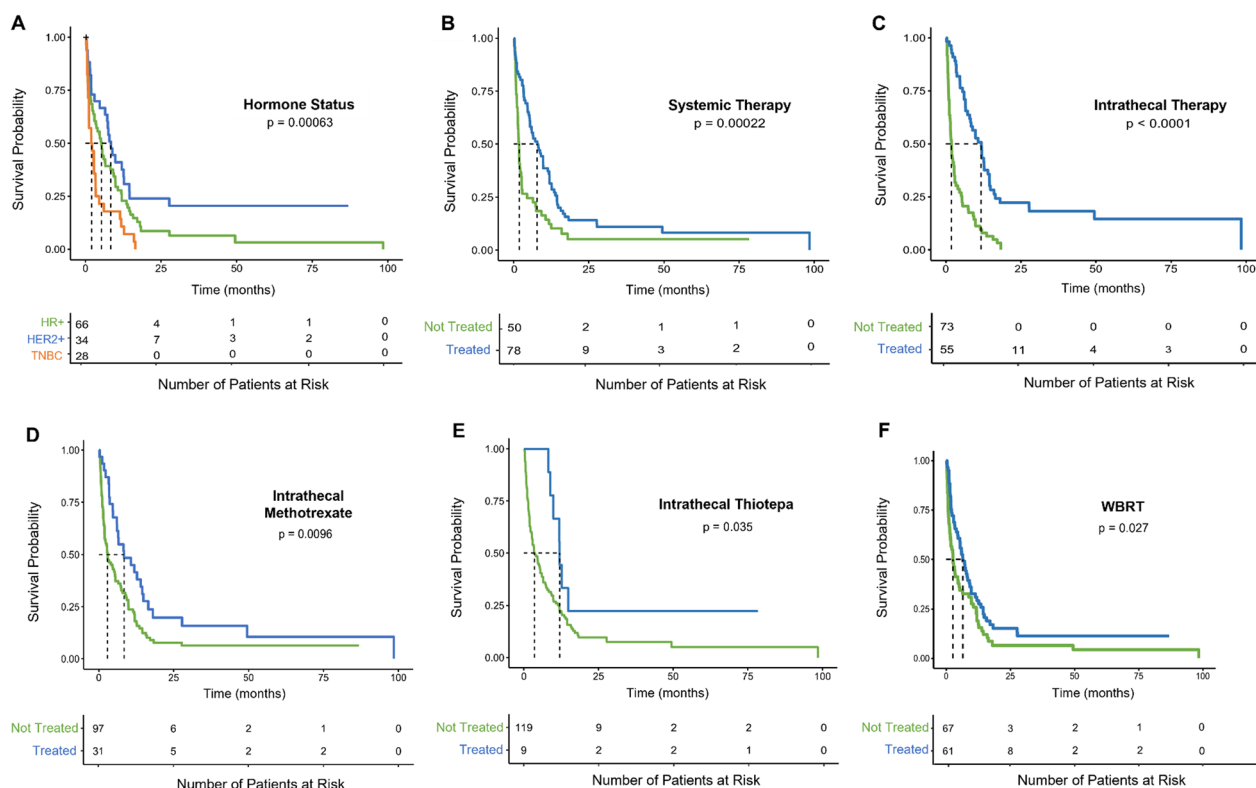 A
Survival Probability
1.00
0.75
0.50
0.25
0.00
Hormone Status
p = 0.00063
0 25 50 75 100
Time (months)
HR+ 66 4 1 1 0
HER2+ 34 7 3 2 0
TNBC 28 0 0 0 0
Number of Patients at Risk
B
Survival Probability
1.00
0.75
0.50
0.25
0.00
Systemic Therapy
p = 0.00022
0 25 50 75 100
Time (months)
Not Treated 50 2 1 1 0
Treated 78 9 3 2 0
Number of Patients at Risk
C
Survival Probability
1.00
0.75
0.50
0.25
0.00
Intrathecal Therapy
p < 0.0001
0 25 50 75 100
Time (months)
Not Treated 73 0 0 0 0
Treated 55 11 4 3 0
Number of Patients at Risk
D
Survival Probability
1.00
0.75
0.50
0.25
0.00
Intrathecal
Methotrexate
p = 0.0096
0 25 50 75 100
Time (months)
Not Treated 97 6 2 1 0
Treated 31 5 2 2 0
Number of Patients at Risk
E
Survival Probability
1.00
0.75
0.50
0.25
0.00
Intrathecal Thiotepa
p = 0.035
0 25 50 75 100
Time (months)
Not Treated 119 9 2 2 0
Treated 9 2 2 1 0
Number of Patients at Risk
F
Survival Probability
1.00
0.75
0.50
0.25
0.00
WBRT
p = 0.027
0 25 50 75 100
Time (months)
Not Treated 67 3 2 1 0
Treated 61 8 2 2 0
Number of Patients at Risk